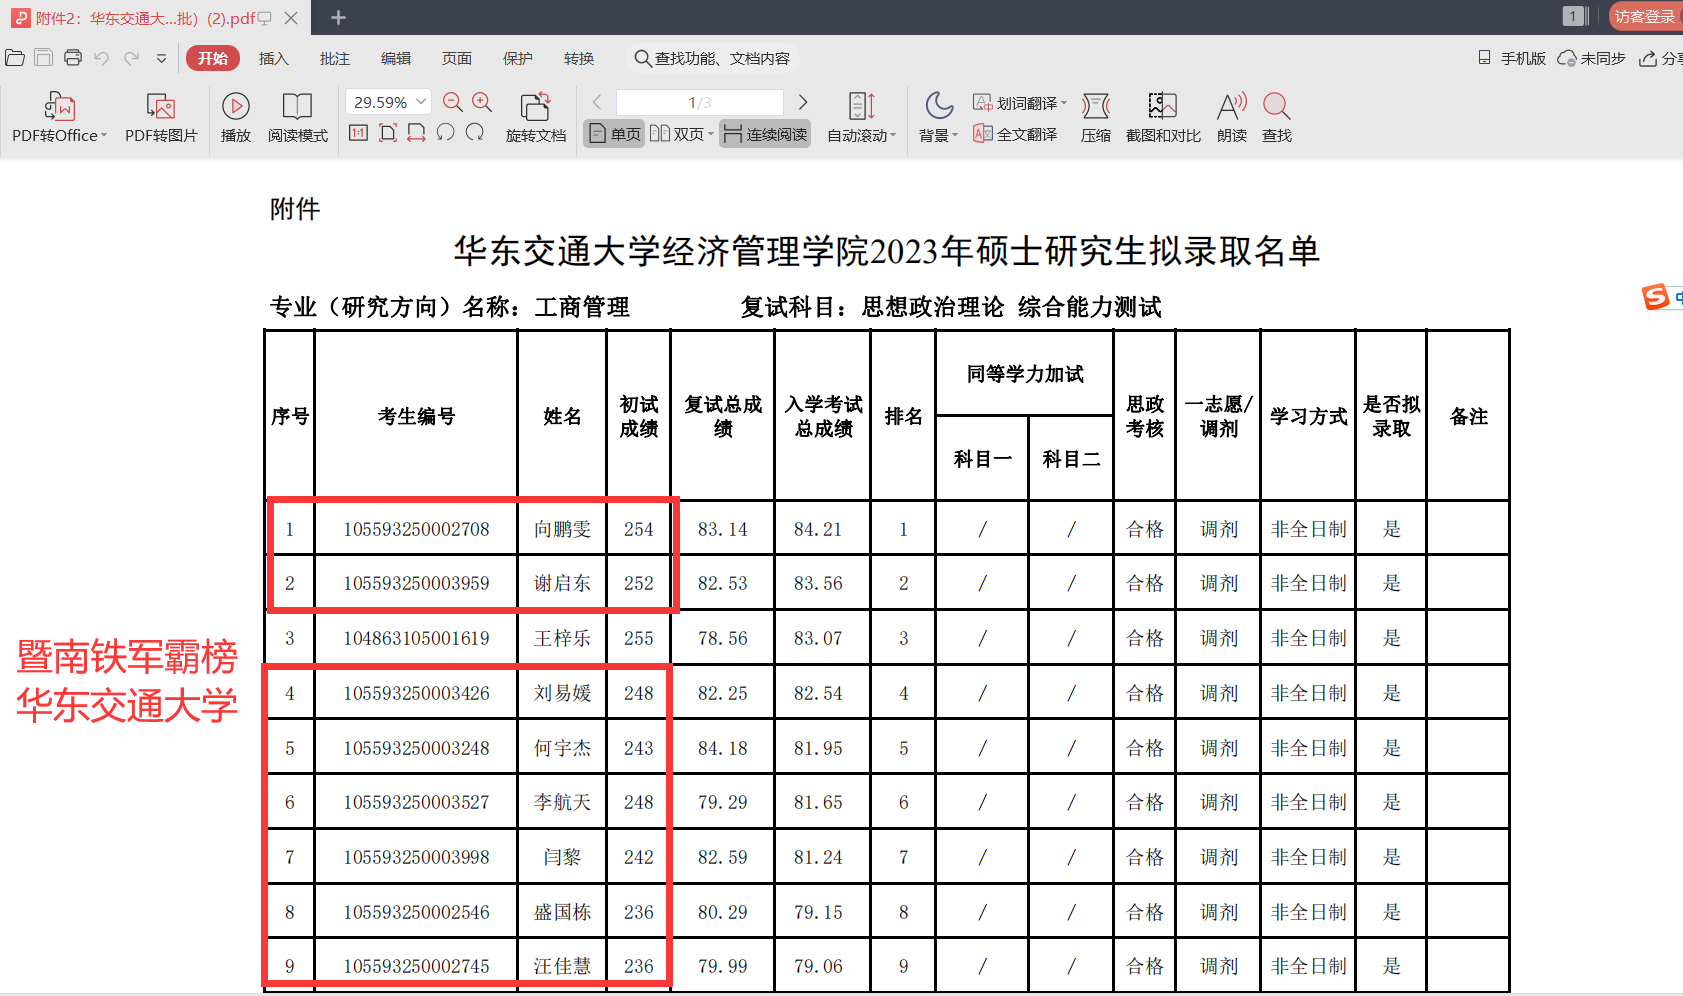 附件2：华东交通大...批）(2).pdf
1
访客登录
开始 插入 批注 编辑 页面 保护 转换 查找功能、文档内容 手机版 未同步
29.59% 1/3 划词翻译
PDF转Office PDF转图片 播放 阅读模式 1:1 旋转文档 单页 双页 连续阅读 自动滚动 背景 全文翻译 压缩 截图和对比 朗读 查找
附件
华东交通大学经济管理学院2023年硕士研究生拟录取名单
专业（研究方向）名称：工商管理 复试科目：思想政治理论 综合能力测试
序号 考生编号 姓名 初试成绩 复试总成绩 入学考试总成绩 排名 同等学力加试 科目一 科目二 思政考核 一志愿/调剂 学习方式 是否拟录取 备注
1 105593250002708 向鹏雯 254 83.14 84.21 1 / / 合格 调剂 非全日制 是
2 105593250003959 谢启东 252 82.53 83.56 2 / / 合格 调剂 非全日制 是
3 104863105001619 王梓乐 255 78.56 83.07 3 / / 合格 调剂 非全日制 是
4 105593250003426 刘易媛 248 82.25 82.54 4 / / 合格 调剂 非全日制 是
5 105593250003248 何宇杰 243 84.18 81.95 5 / / 合格 调剂 非全日制 是
6 105593250003527 李航天 248 79.29 81.65 6 / / 合格 调剂 非全日制 是
7 105593250003998 闫黎 242 82.59 81.24 7 / / 合格 调剂 非全日制 是
8 105593250002546 盛国栋 236 80.29 79.15 8 / / 合格 调剂 非全日制 是
9 105593250002745 汪佳慧 236 79.99 79.06 9 / / 合格 调剂 非全日制 是
暨南铁军霸榜
华东交通大学